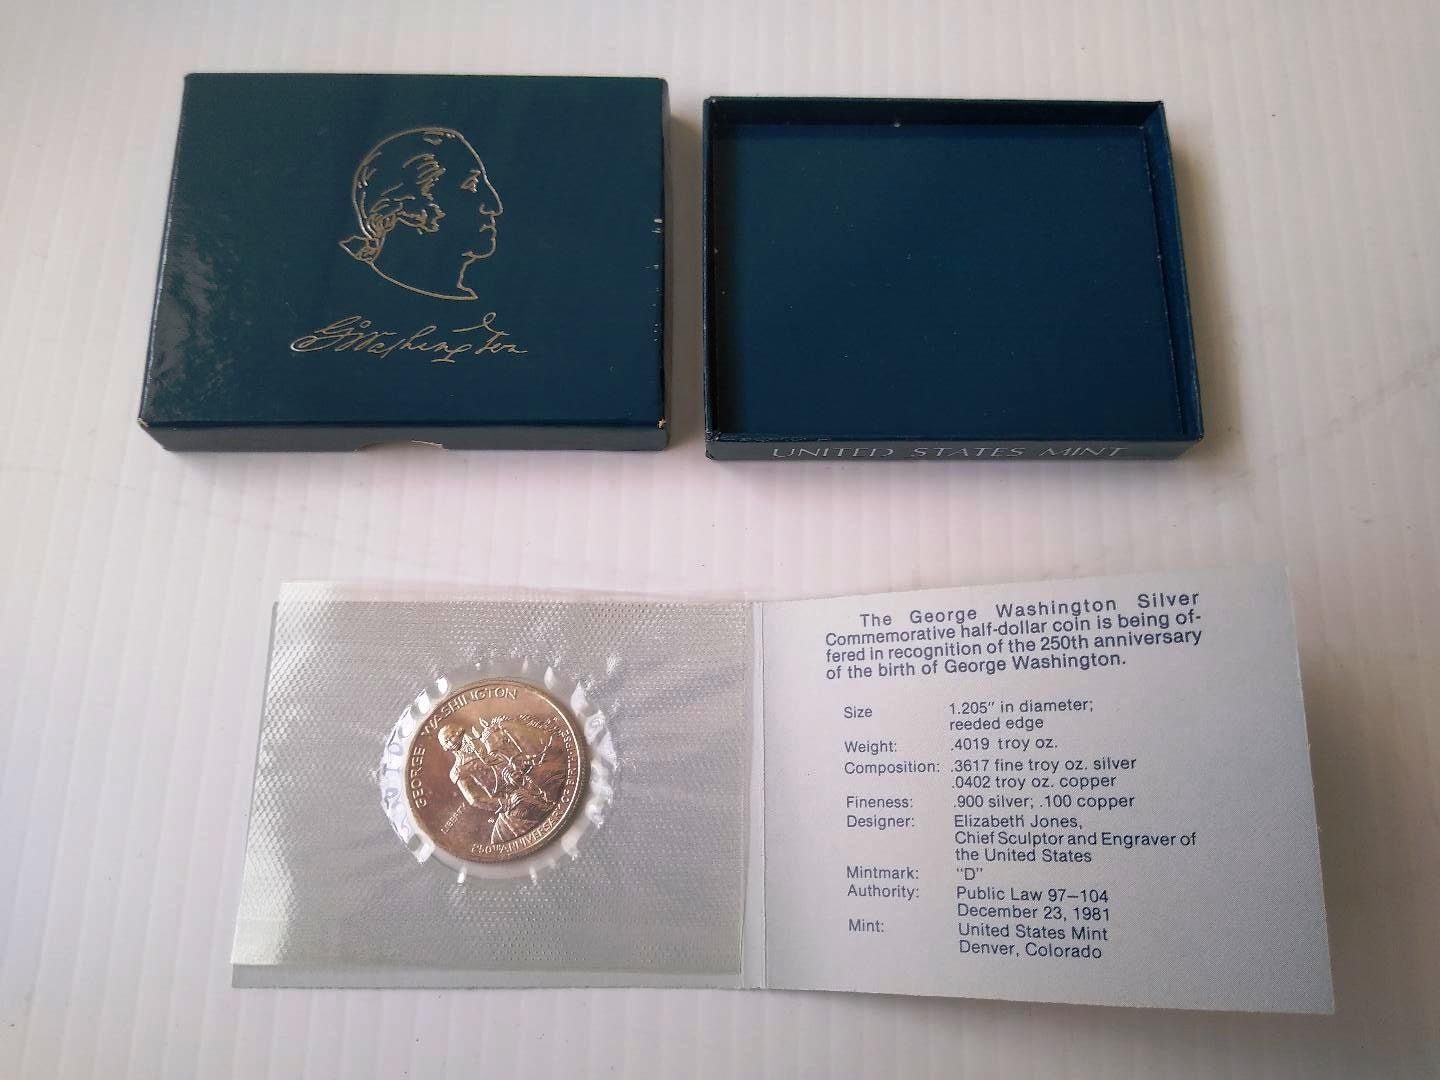 G Washington
UNITED STATES MINT
GEORGE WASHINGTON
LIBERTY
250TH ANNIVERSARY OF BIRTH
The George Washington Silver
Commemorative half-dollar coin is being of-
fered in recognition of the 250th anniversary
of the birth of George Washington.
Size 1.205" in diameter;
reeded edge
Weight: .4019 troy oz.
Composition: .3617 fine troy oz. silver
.0402 troy oz. copper
Fineness: .900 silver; .100 copper
Designer: Elizabeth Jones,
Chief Sculptor and Engraver of
the United States
Mintmark: "D"
Authority: Public Law 97–104
December 23, 1981
Mint: United States Mint
Denver, Colorado